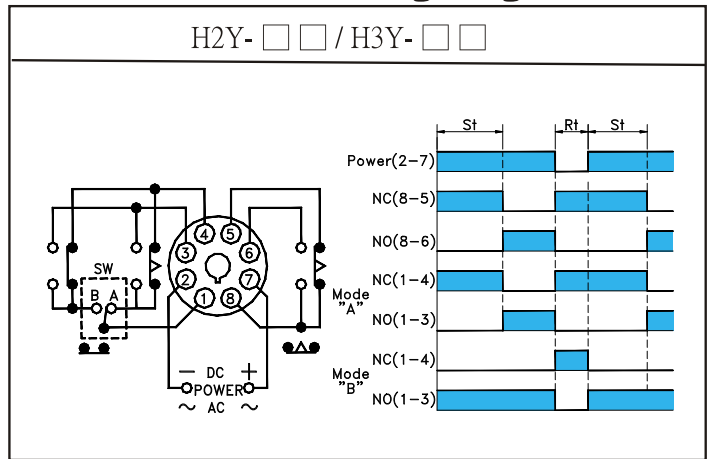 H2Y- □ □ / H3Y- □ □
St Rt St
Power(2-7)
NC(8-5)
NO(8-6)
NC(1-4)
Mode "A"
NO(1-3)
NC(1-4)
Mode "B"
NO(1-3)
4 5
3 6
2 7
1 8
SW
B A
− DC +
POWER
~ AC ~